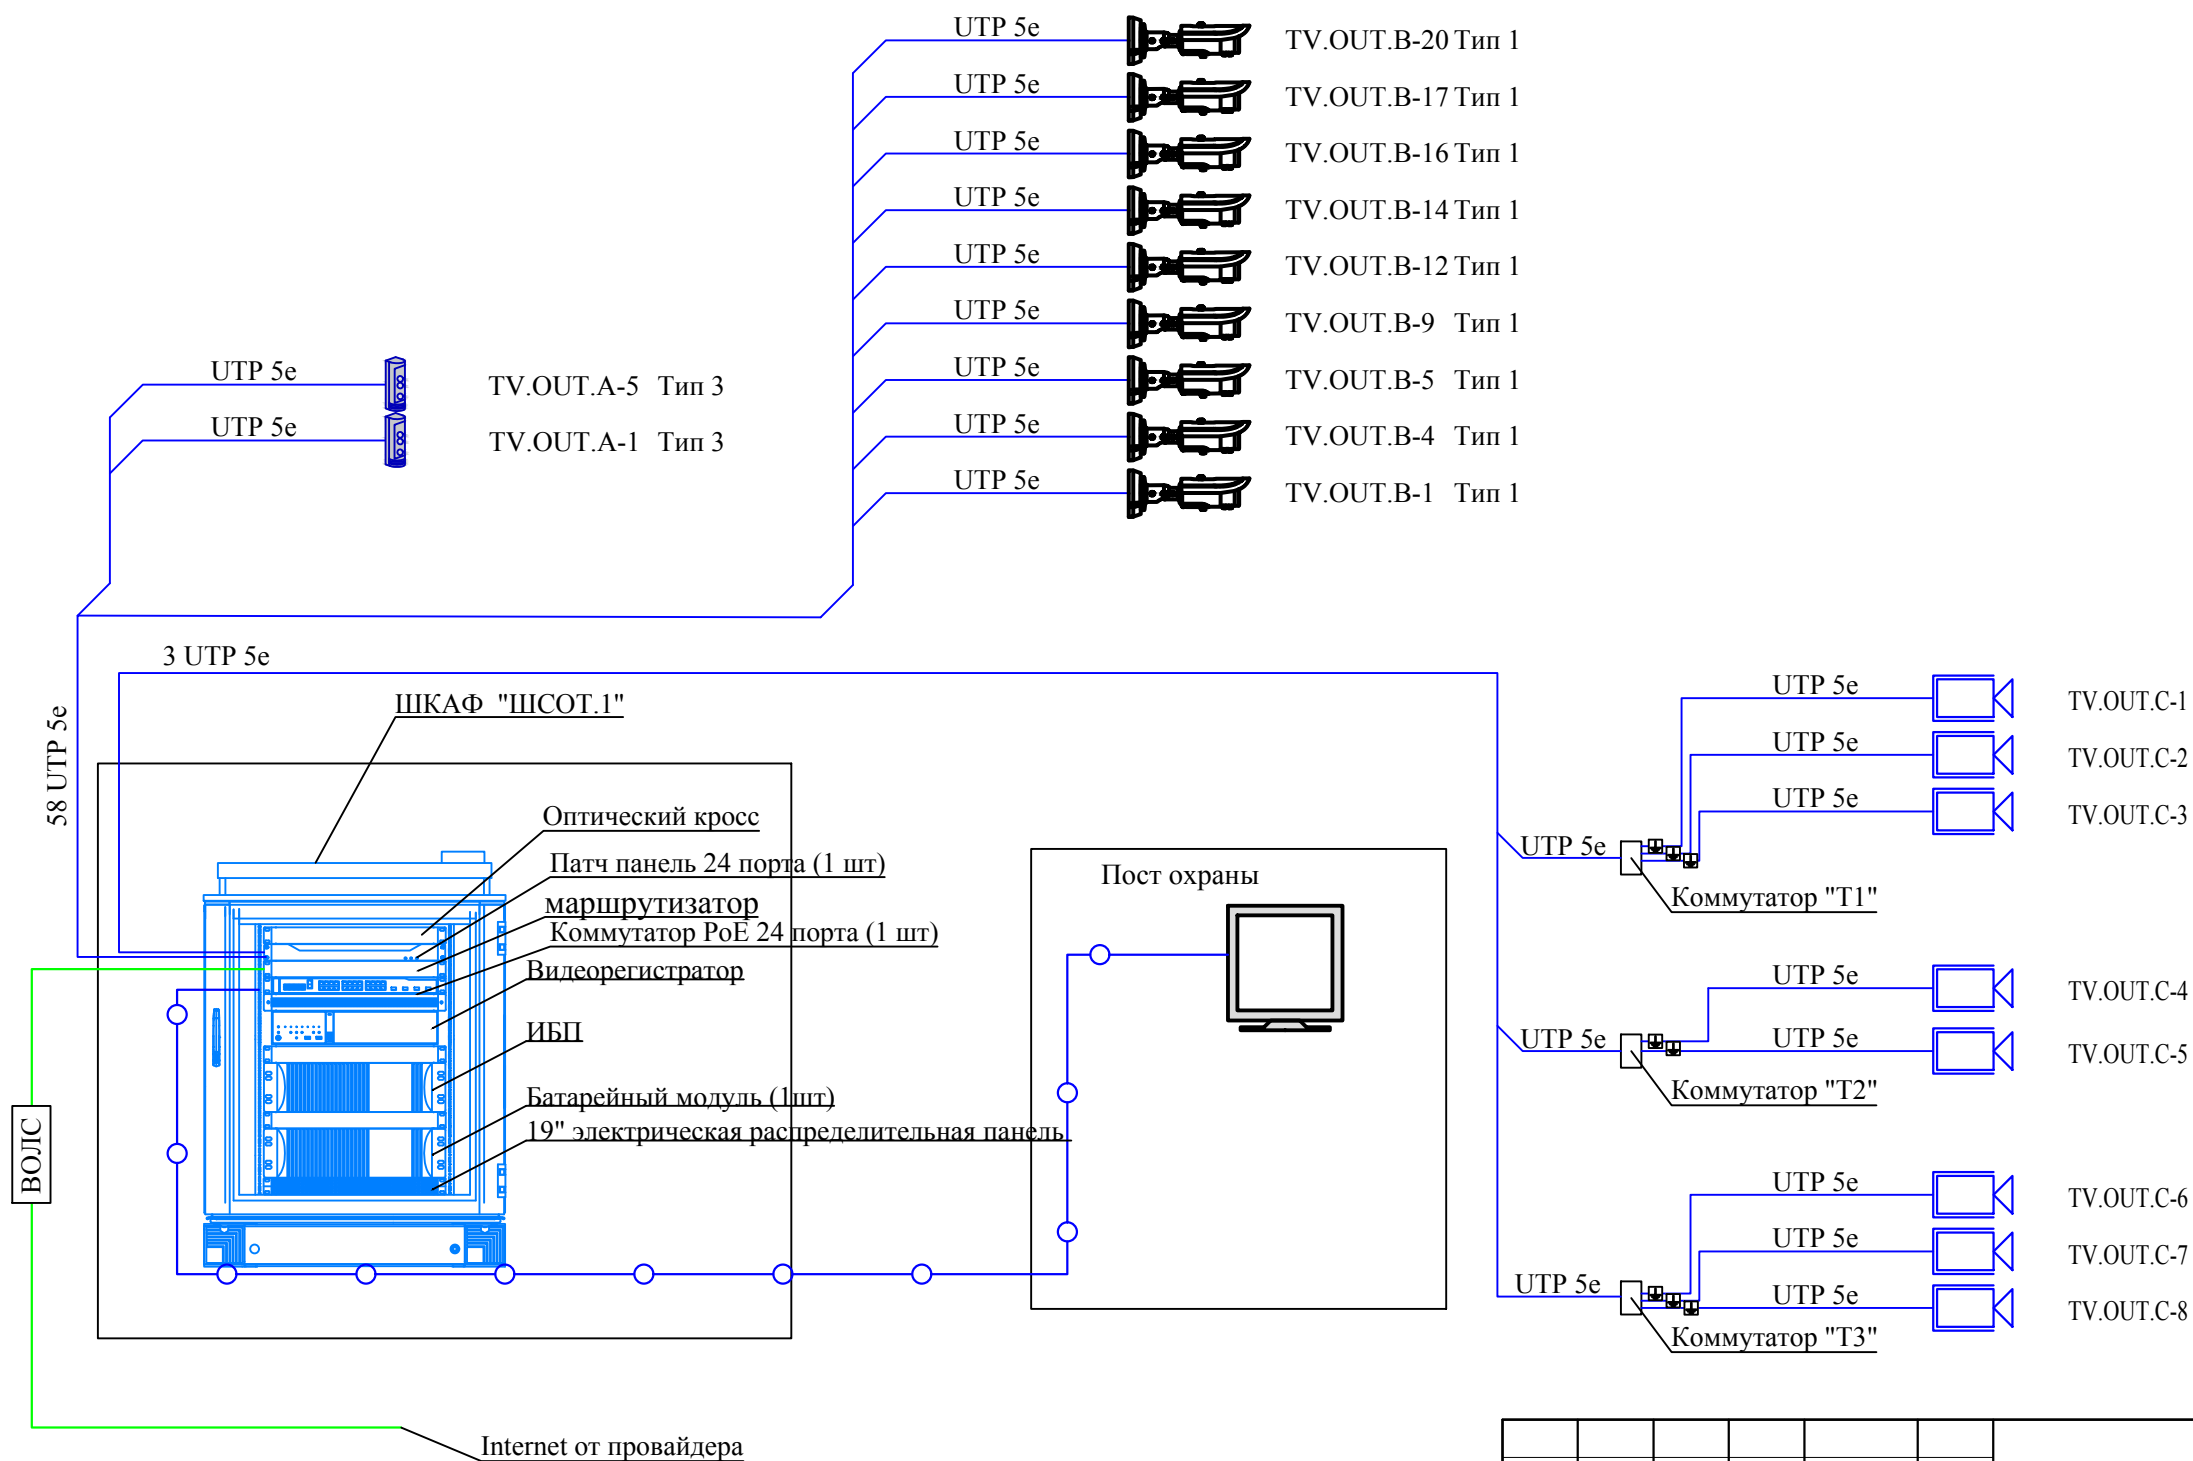 UTP 5e TV.OUT.B-20 Тип 1
UTP 5e TV.OUT.B-17 Тип 1
UTP 5e TV.OUT.B-16 Тип 1
UTP 5e TV.OUT.B-14 Тип 1
UTP 5e TV.OUT.B-12 Тип 1
UTP 5e TV.OUT.B-9 Тип 1
UTP 5e TV.OUT.B-5 Тип 1
UTP 5e TV.OUT.B-4 Тип 1
UTP 5e TV.OUT.B-1 Тип 1
UTP 5e TV.OUT.A-5 Тип 3
UTP 5e TV.OUT.A-1 Тип 3
3 UTP 5e
58 UTP 5e
ШКАФ "ШСОТ.1"
Оптический кросс
Патч панель 24 порта (1 шт)
маршрутизатор
Коммутатор PoE 24 порта (1 шт)
Видеорегистратор
ИБП
Батарейный модуль (1шт)
19" электрическая распределительная панель
ВОЛС
Internet от провайдера
Пост охраны
UTP 5e TV.OUT.C-1
UTP 5e TV.OUT.C-2
UTP 5e TV.OUT.C-3
UTP 5e
Коммутатор "Т1"
UTP 5e TV.OUT.C-4
UTP 5e UTP 5e TV.OUT.C-5
Коммутатор "Т2"
UTP 5e TV.OUT.C-6
UTP 5e TV.OUT.C-7
UTP 5e UTP 5e TV.OUT.C-8
Коммутатор "Т3"